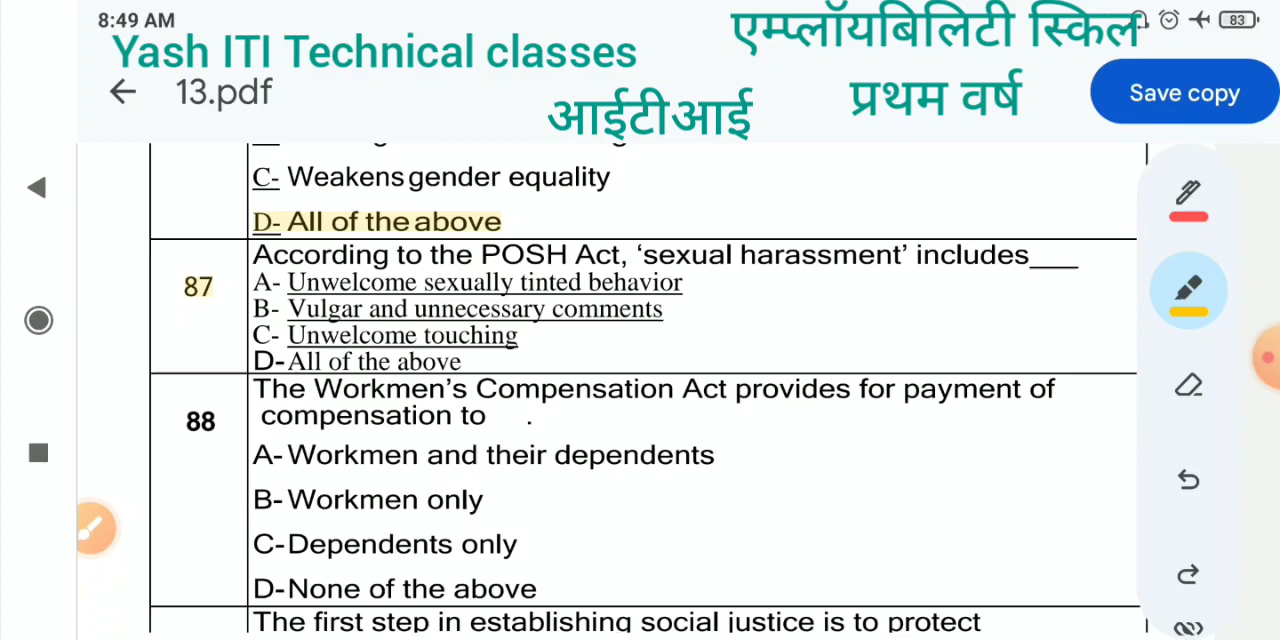 8:49 AM
83
Yash ITI Technical classes
एम्प्लॉयबिलिटी स्किल
13.pdf
आईटीआई
प्रथम वर्ष
Save copy
C- Weakens gender equality
D- All of the above
87
According to the POSH Act, ‘sexual harassment’ includes____
A- Unwelcome sexually tinted behavior
B- Vulgar and unnecessary comments
C- Unwelcome touching
D- All of the above
88
The Workmen’s Compensation Act provides for payment of
compensation to .
A- Workmen and their dependents
B- Workmen only
C- Dependents only
D- None of the above
The first step in establishing social justice is to protect